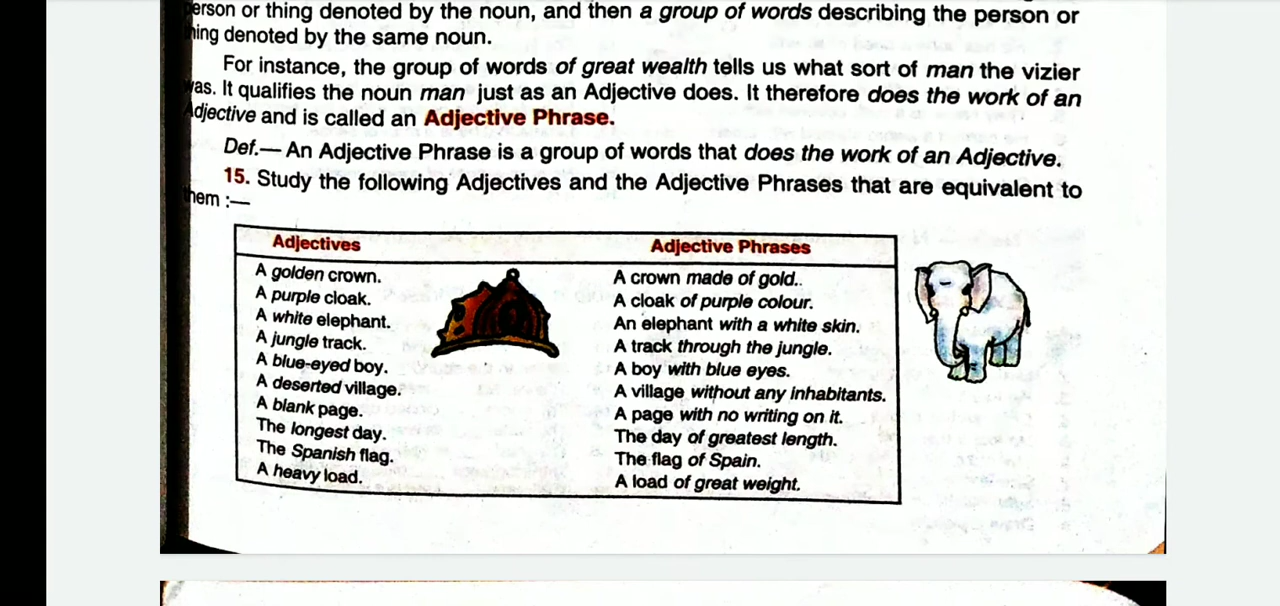 erson or thing denoted by the noun, and then a group of words describing the person or
hing denoted by the same noun.
For instance, the group of words of great wealth tells us what sort of man the vizier
was. It qualifies the noun man just as an Adjective does. It therefore does the work of an
Adjective and is called an Adjective Phrase.
Def.— An Adjective Phrase is a group of words that does the work of an Adjective.
15. Study the following Adjectives and the Adjective Phrases that are equivalent to
them :—
Adjectives Adjective Phrases
A golden crown. A crown made of gold..
A purple cloak. A cloak of purple colour.
A white elephant. An elephant with a white skin.
A jungle track. A track through the jungle.
A blue-eyed boy. A boy with blue eyes.
A deserted village. A village without any inhabitants.
A blank page. A page with no writing on it.
The longest day. The day of greatest length.
The Spanish flag. The flag of Spain.
A heavy load. A load of great weight.